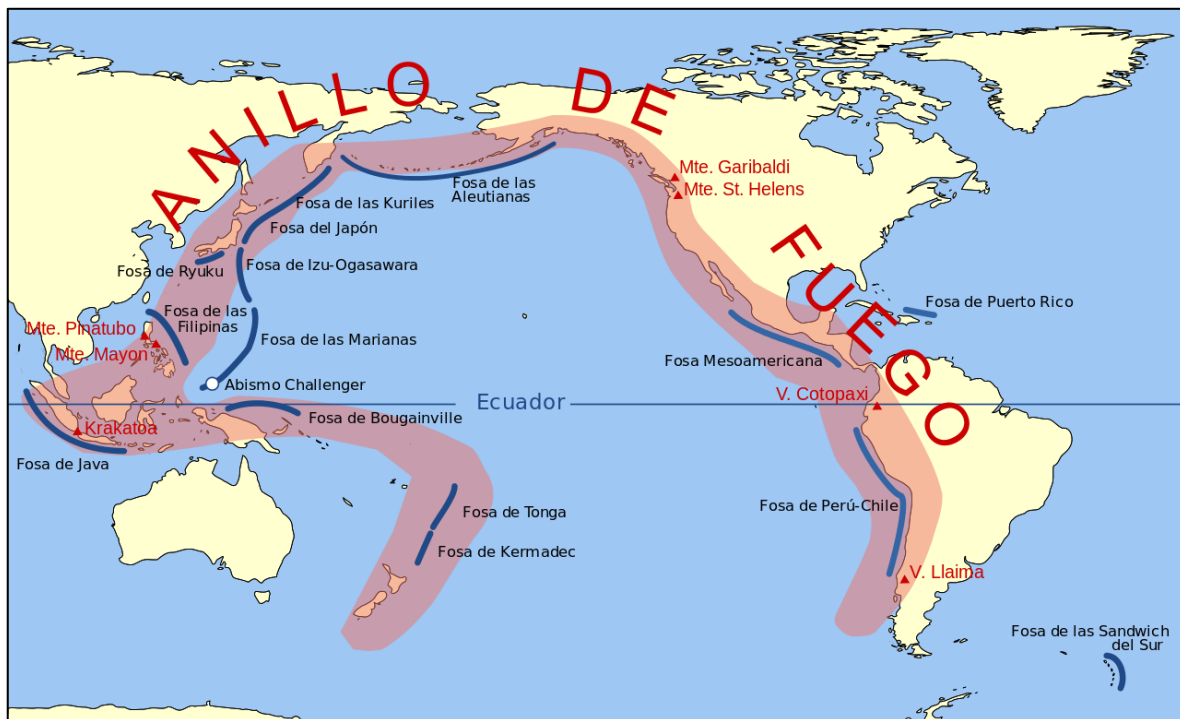 ANILLO DE FUEGO
Mte. Garibaldi
Mte. St. Helens
Fosa de las
Aleutianas
Fosa de las Kuriles
Fosa del Japón
Fosa de Ryuku
Fosa de Izu-Ogasawara
Fosa de las
Filipinas
Mte. Pinatubo
Mte. Mayon
Fosa de las Marianas
Abismo Challenger
Fosa de Puerto Rico
Fosa Mesoamericana
Ecuador
V. Cotopaxi
Fosa de Bougainville
Krakatoa
Fosa de Java
Fosa de Tonga
Fosa de Kermadec
Fosa de Perú-Chile
V. Llaima
Fosa de las Sandwich
del Sur